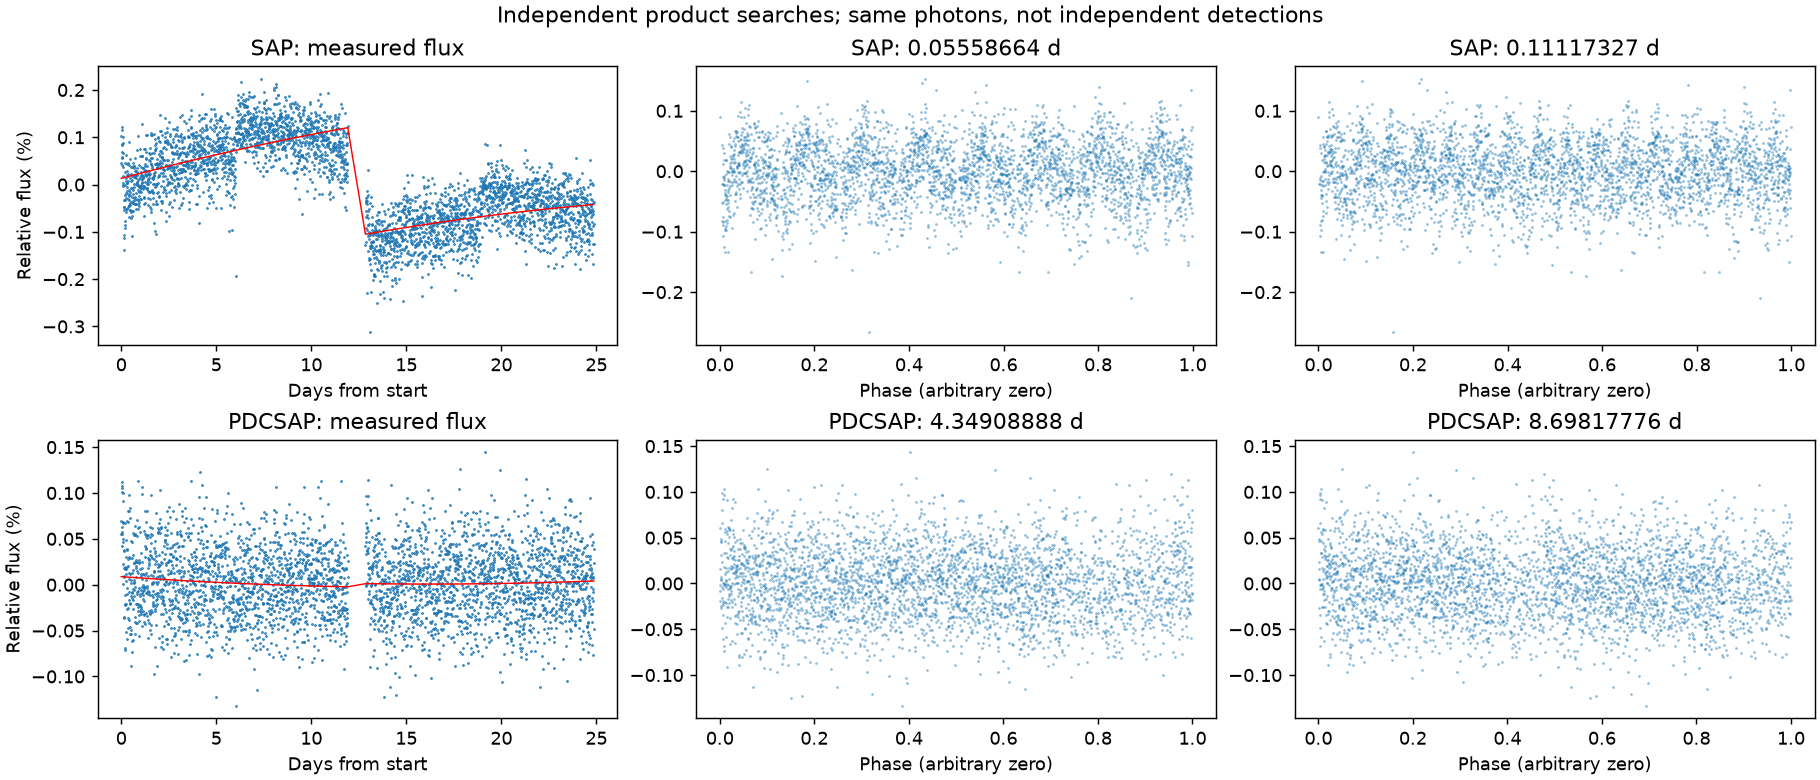 Independent product searches; same photons, not independent detections
SAP: measured flux
SAP: 0.05558664 d
SAP: 0.11117327 d
Relative flux (%)
0.2
0.1
0.0
−0.1
−0.2
−0.3
0 5 10 15 20 25
Days from start
0.1
0.0
−0.1
−0.2
0.0 0.2 0.4 0.6 0.8 1.0
Phase (arbitrary zero)
0.1
0.0
−0.1
−0.2
0.0 0.2 0.4 0.6 0.8 1.0
Phase (arbitrary zero)
PDCSAP: measured flux
PDCSAP: 4.34908888 d
PDCSAP: 8.69817776 d
Relative flux (%)
0.15
0.10
0.05
0.00
−0.05
−0.10
0 5 10 15 20 25
Days from start
0.15
0.10
0.05
0.00
−0.05
−0.10
0.0 0.2 0.4 0.6 0.8 1.0
Phase (arbitrary zero)
0.15
0.10
0.05
0.00
−0.05
−0.10
0.0 0.2 0.4 0.6 0.8 1.0
Phase (arbitrary zero)